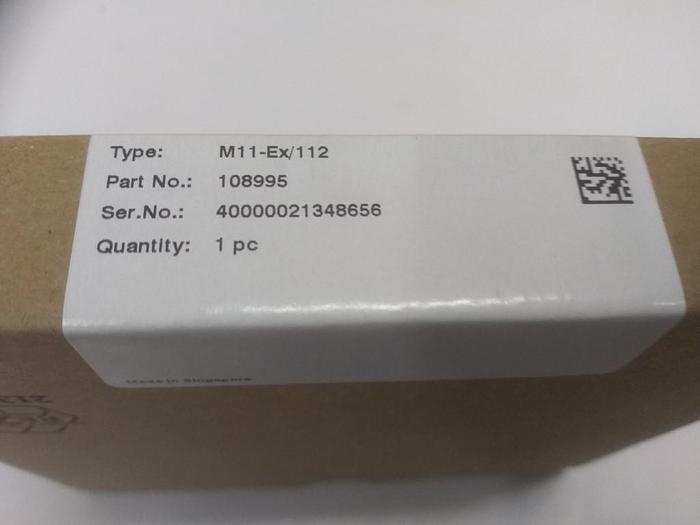 Type: M11-Ex/112
Part No.: 108995
Ser.No.: 40000021348656
Quantity: 1 pc
Made in Singapore